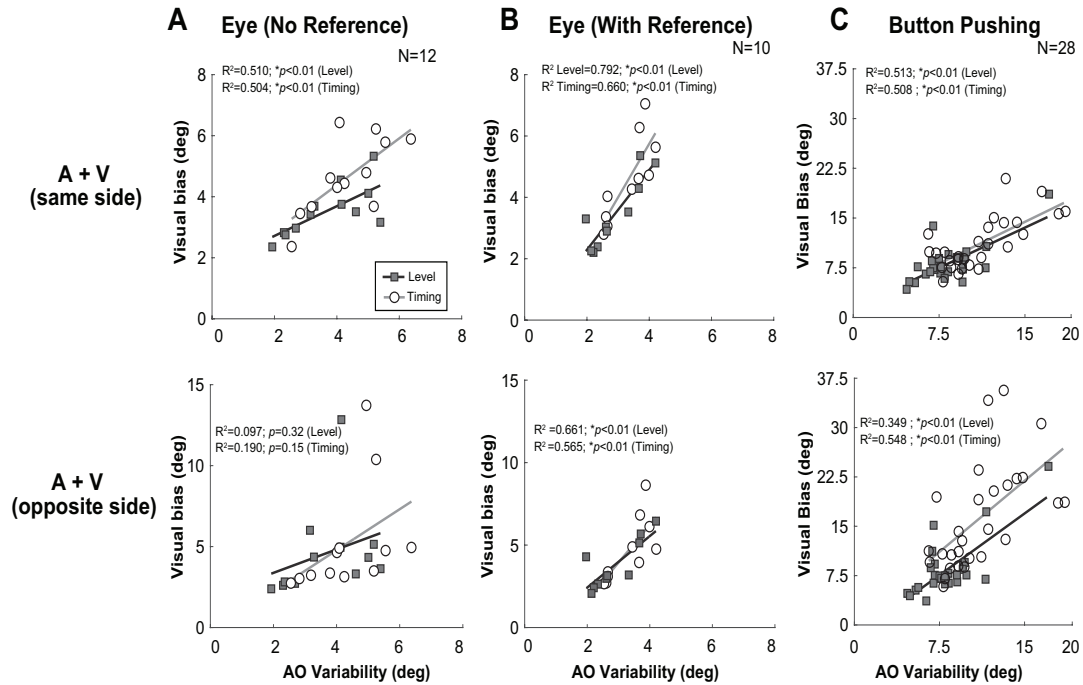 A Eye (No Reference)
N=12
R²=0.510; *p<0.01 (Level)
R²=0.504; *p<0.01 (Timing)
8
6
4
2
0
Visual bias (deg)
0 2 4 6 8
Level
Timing
B Eye (With Reference)
N=10
R² Level=0.792; *p<0.01 (Level)
R² Timing=0.660; *p<0.01 (Timing)
8
6
4
2
0
Visual bias (deg)
0 2 4 6 8
C Button Pushing
N=28
R²=0.513; *p<0.01 (Level)
R²=0.508 ; *p<0.01 (Timing)
37.5
30
22.5
15
7.5
0
Visual bias (deg)
0 7.5 15 20
A + V
(same side)
A + V
(opposite side)
R²=0.097; p=0.32 (Level)
R²=0.190; p=0.15 (Timing)
15
10
5
0
Visual bias (deg)
0 2 4 6 8
AO Variability (deg)
R² =0.661; *p<0.01 (Level)
R² =0.565; *p<0.01 (Timing)
15
10
5
0
Visual bias (deg)
0 2 4 6 8
AO Variability (deg)
R²=0.349 ; *p<0.01 (Level)
R²=0.548 ; *p<0.01 (Timing)
37.5
30
22.5
15
7.5
0
Visual Bias (deg)
0 7.5 15 20
AO Variability (deg)